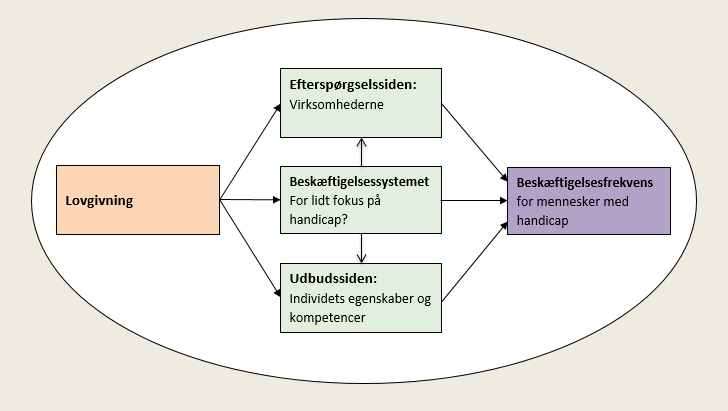 Efterspørgselssiden:
Virksomhederne
Lovgivning
Beskæftigelsessystemet
For lidt fokus på
handicap?
Beskæftigelsesfrekvens
for mennesker med
handicap
Udbudssiden:
Individets egenskaber og
kompetencer